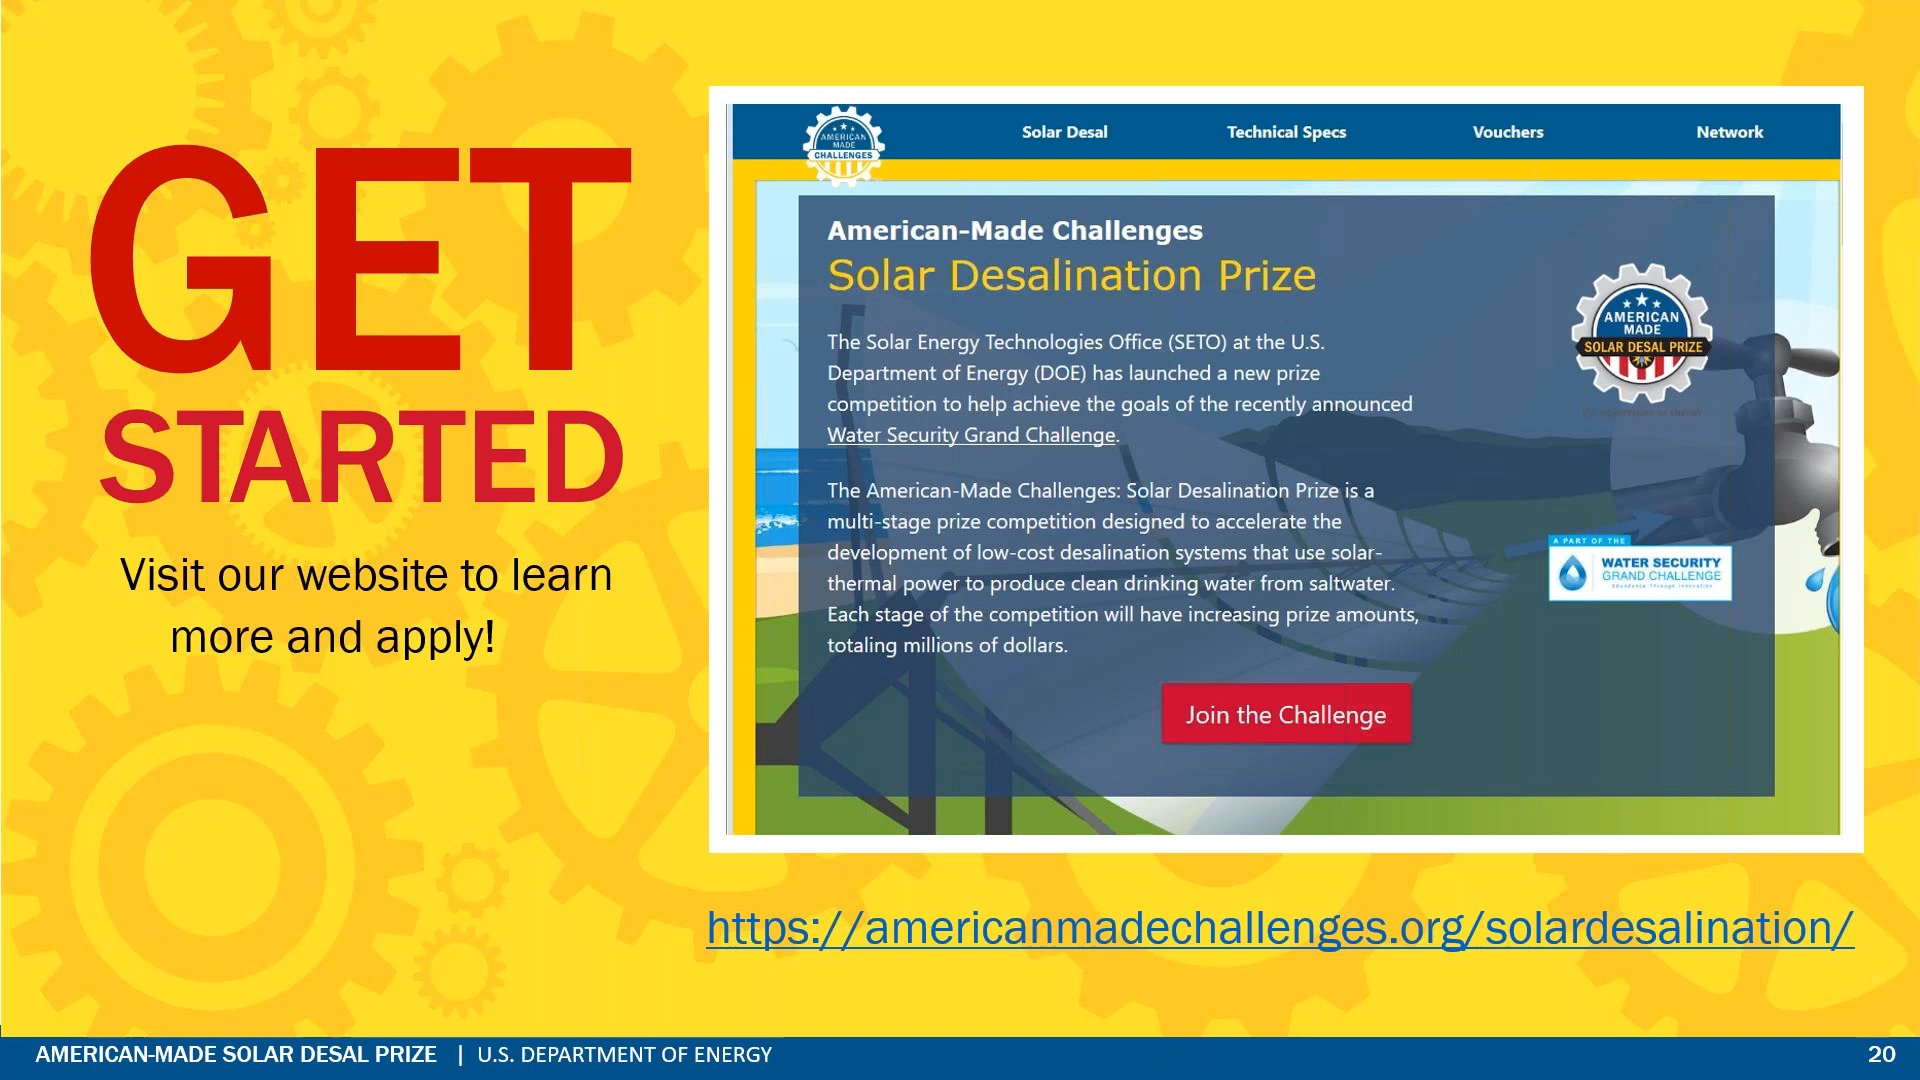 GET
STARTED
Visit our website to learn
more and apply!
AMERICAN
MADE
CHALLENGES
Solar Desal
Technical Specs
Vouchers
Network
American-Made Challenges
Solar Desalination Prize
The Solar Energy Technologies Office (SETO) at the U.S.
Department of Energy (DOE) has launched a new prize
competition to help achieve the goals of the recently announced
Water Security Grand Challenge.
The American-Made Challenges: Solar Desalination Prize is a
multi-stage prize competition designed to accelerate the
development of low-cost desalination systems that use solar-
thermal power to produce clean drinking water from saltwater.
Each stage of the competition will have increasing prize amounts,
totaling millions of dollars.
Join the Challenge
AMERICAN
MADE
SOLAR DESAL PRIZE
U.S. DEPARTMENT OF ENERGY
A PART OF THE
WATER SECURITY
GRAND CHALLENGE
Abundance Through Innovation
https://americanmadechallenges.org/solardesalination/
AMERICAN-MADE SOLAR DESAL PRIZE | U.S. DEPARTMENT OF ENERGY
20